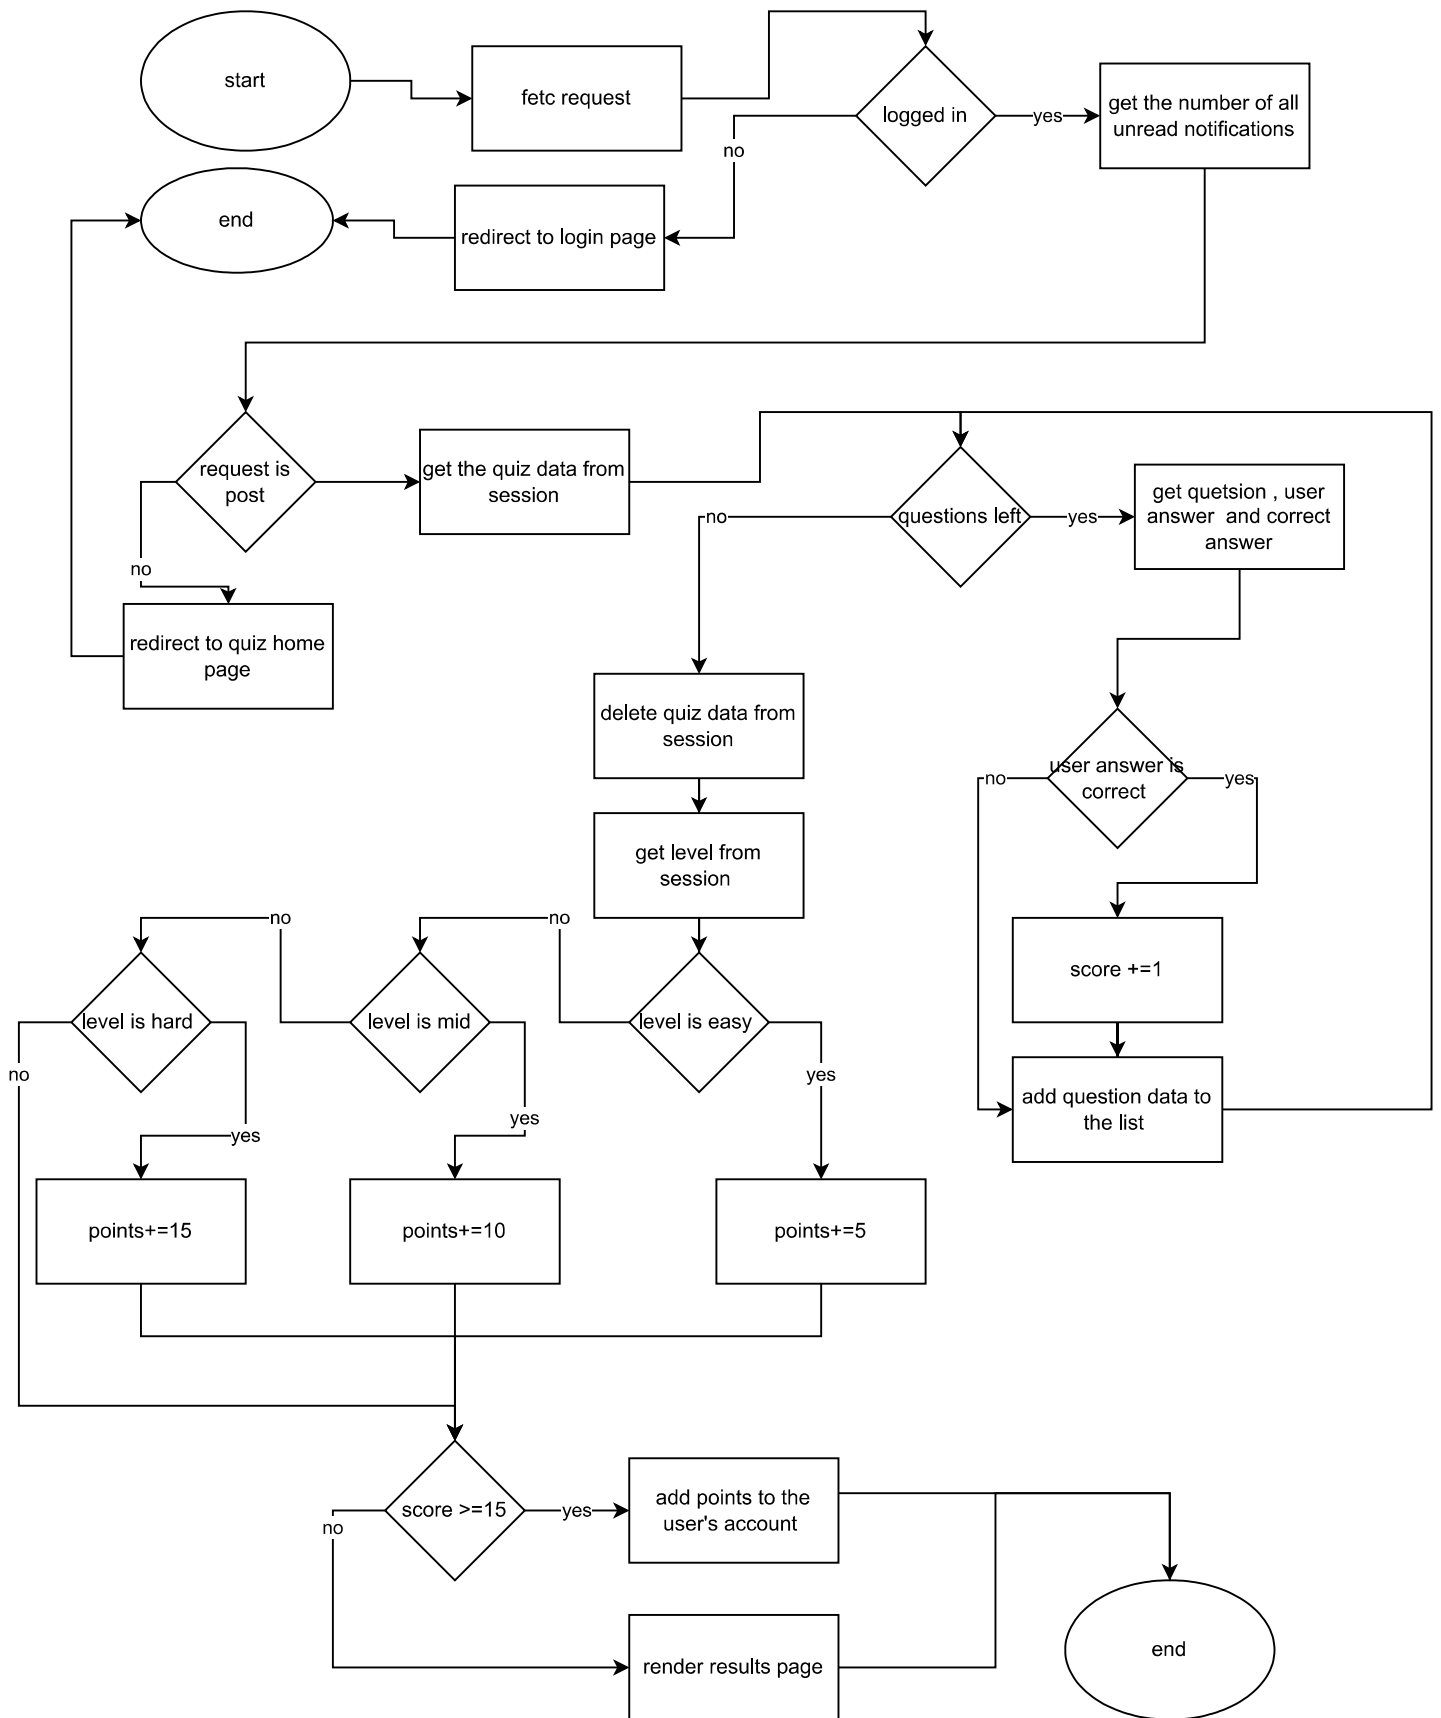 start
fetc request
logged in
yes
get the number of all
unread notifications
no
end
redirect to login page
request is
post
get the quiz data from
session
no
redirect to quiz home
page
questions left
yes
get quetsion , user
answer  and correct
answer
no
delete quiz data from
session
user answer is
correct
no
yes
get level from
session
score +=1
add question data to
the list
level is easy
no
yes
level is mid
no
yes
level is hard
no
yes
points+=15
points+=10
points+=5
score >=15
yes
add points to the
user's account
no
render results page
end